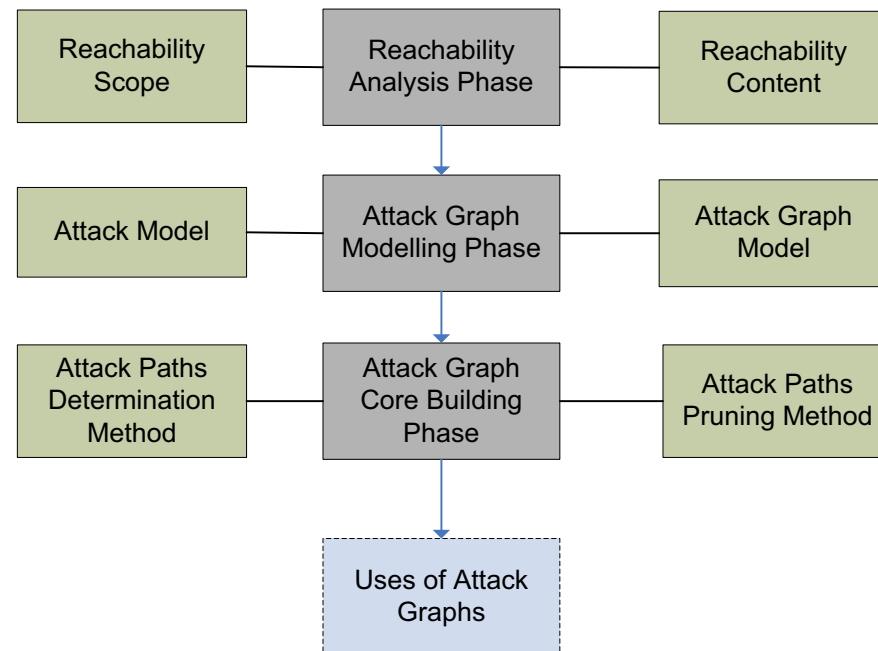 Reachability
Scope
Reachability
Analysis Phase
Reachability
Content
Attack Model
Attack Graph
Modelling Phase
Attack Graph
Model
Attack Paths
Determination
Method
Attack Graph
Core Building
Phase
Attack Paths
Pruning Method
Uses of Attack
Graphs